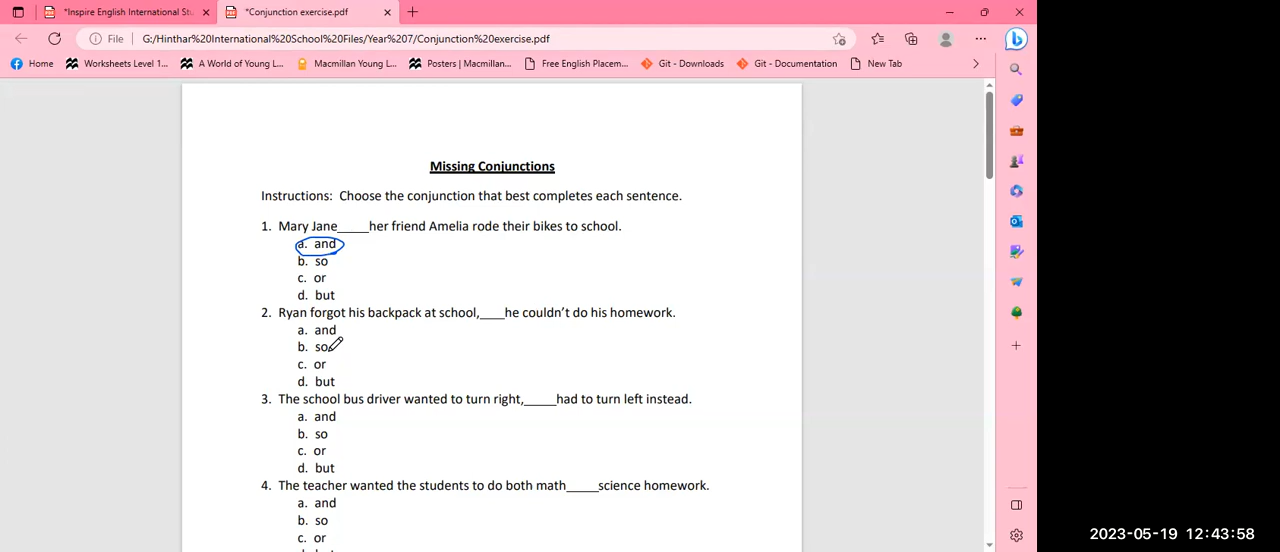 *Inspire English International Stu
*Conjunction exercise.pdf
File
G:/Hinthar%20International%20School%20Files/Year%207/Conjunction%20exercise.pdf
Home
Worksheets Level 1...
A World of Young L...
Macmillan Young L...
Posters | Macmillan...
Free English Placem...
Git - Downloads
Git - Documentation
New Tab
Missing Conjunctions
Instructions: Choose the conjunction that best completes each sentence.
1. Mary Jane_____her friend Amelia rode their bikes to school.
a. and
b. so
c. or
d. but
2. Ryan forgot his backpack at school,____he couldn't do his homework.
a. and
b. so
c. or
d. but
3. The school bus driver wanted to turn right,_____had to turn left instead.
a. and
b. so
c. or
d. but
4. The teacher wanted the students to do both math_____science homework.
a. and
b. so
c. or
d. but
2023-05-19 12:43:58